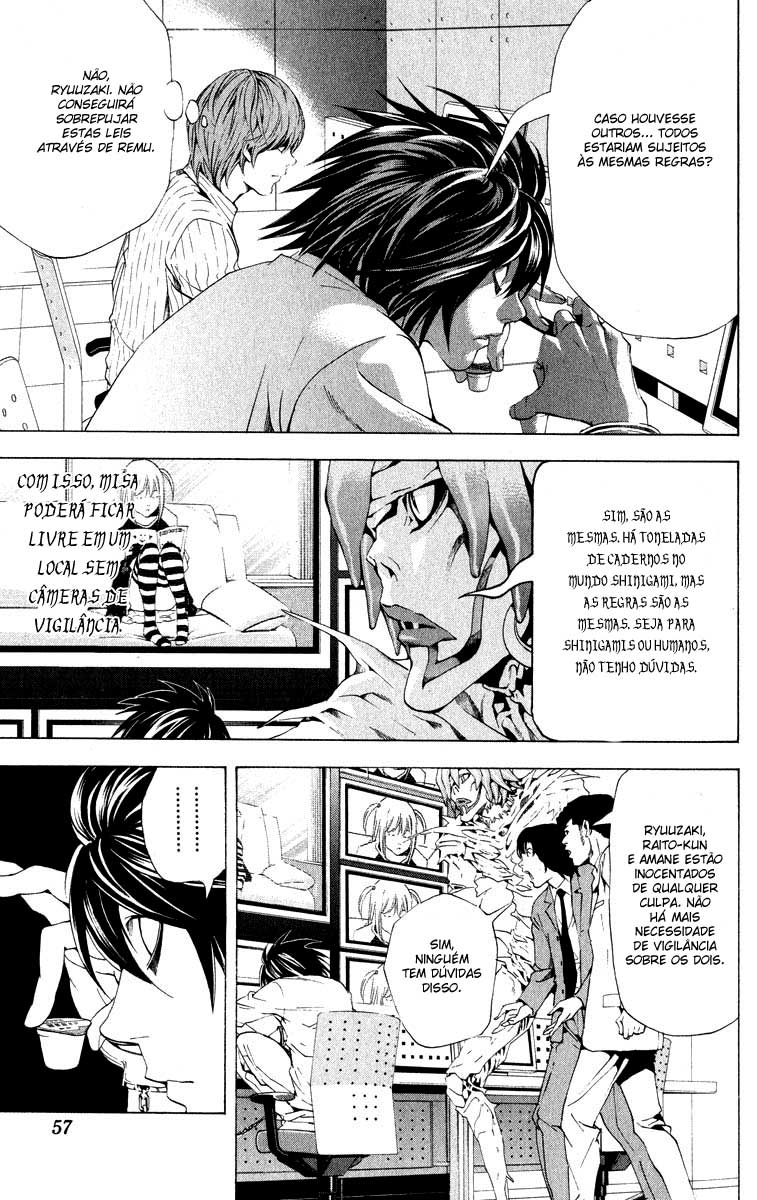 CASO HOUVESSE
OUTROS... TODOS
ESTARIAM SUJEITOS
ÀS MESMAS REGRAS?
NÃO,
RYUUZAKI. NÃO
CONSEGUIRÁ
SOBREPUJAR
ESTAS LEIS
ATRAVÉS DE REMU.
SIM, SÃO AS
MESMAS. HÁ TONELADAS
DE CADERNOS NO
MUNDO SHINIGAMI, MAS
AS REGRAS SÃO AS
MESMAS. SEJA PARA
SHINIGAMIS OU HUMANOS,
NÃO TENHO DÚVIDAS.
COM ISSO, MISA
PODERÁ FICAR
LIVRE EM UM
LOCAL SEM
CÂMERAS DE
VIGILÂNCIA.
RYUUZAKI,
RAITO-KUN
E AMANE ESTÃO
INOCENTADOS
DE QUALQUER
CULPA. NÃO
HÁ MAIS
NECESSIDADE
DE VIGILÂNCIA
SOBRE OS DOIS.
SIM,
NINGUÉM
TEM DÚVIDAS
DISSO.
57